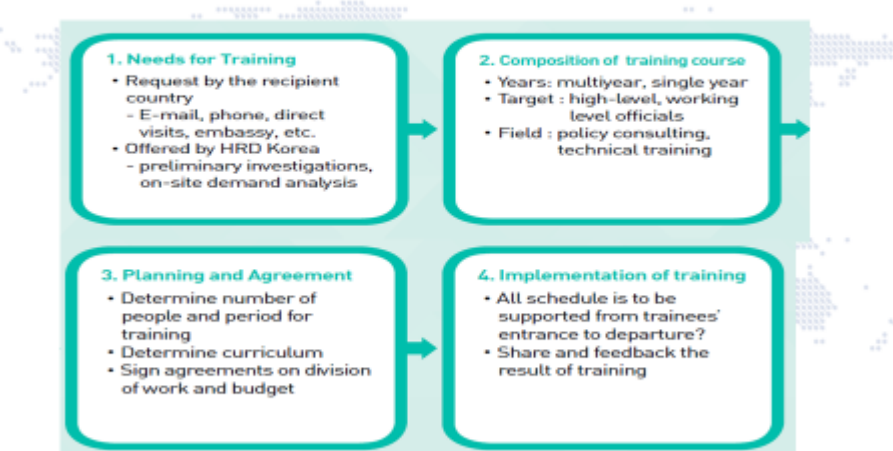 1. Needs for Training
• Request by the recipient
country
- E-mail, phone, direct
visits, embassy, etc.
• Offered by HRD Korea
- preliminary investigations,
on-site demand analysis
2. Composition of training course
• Years: multiyear, single year
• Target : high-level, working
level officials
• Field : policy consulting,
technical training
3. Planning and Agreement
• Determine number of
people and period for
training
• Determine curriculum
• Sign agreements on division
of work and budget
4. Implementation of training
• All schedule is to be
supported from trainees'
entrance to departure?
• Share and feedback the
result of training